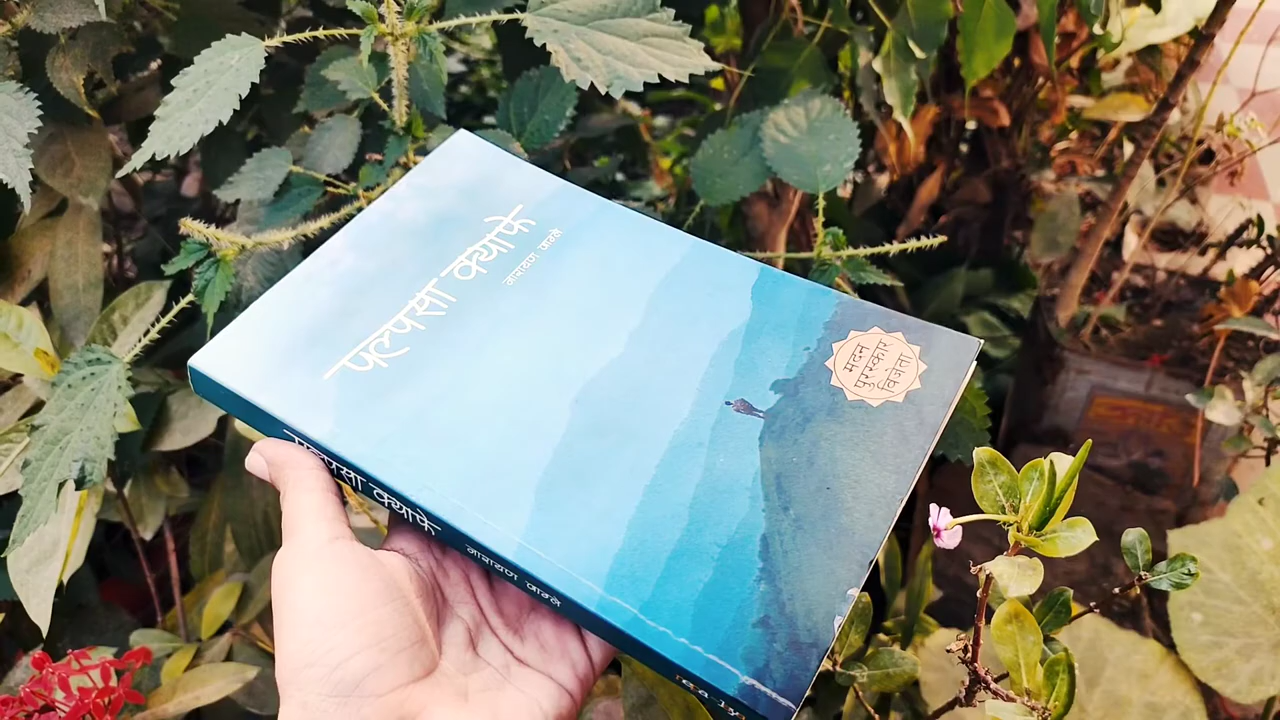 पल्पसा क्याफे
नारायण वाग्ले
मदन
पुरस्कार
विजेता
पल्पसा क्याफे
नारायण वाग्ले